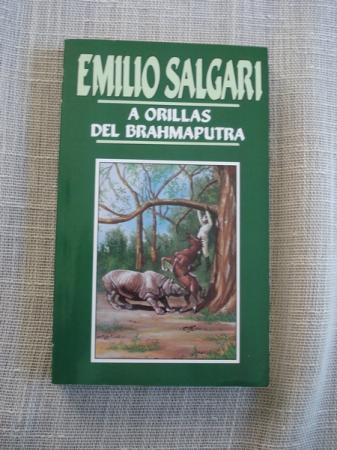 EMILIO SALGARI
A ORILLAS
DEL BRAHMAPUTRA